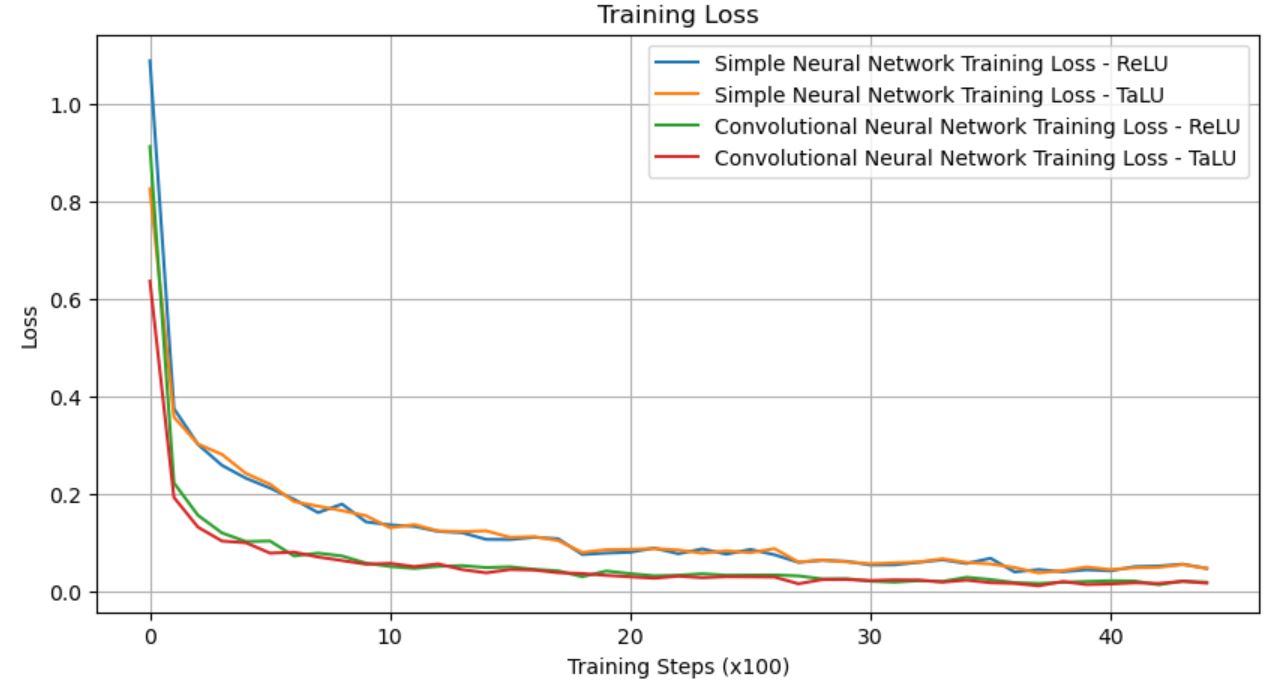 Training Loss
Simple Neural Network Training Loss - ReLU
Simple Neural Network Training Loss - TaLU
Convolutional Neural Network Training Loss - ReLU
Convolutional Neural Network Training Loss - TaLU
Loss
1.0
0.8
0.6
0.4
0.2
0.0
0 10 20 30 40
Training Steps (x100)